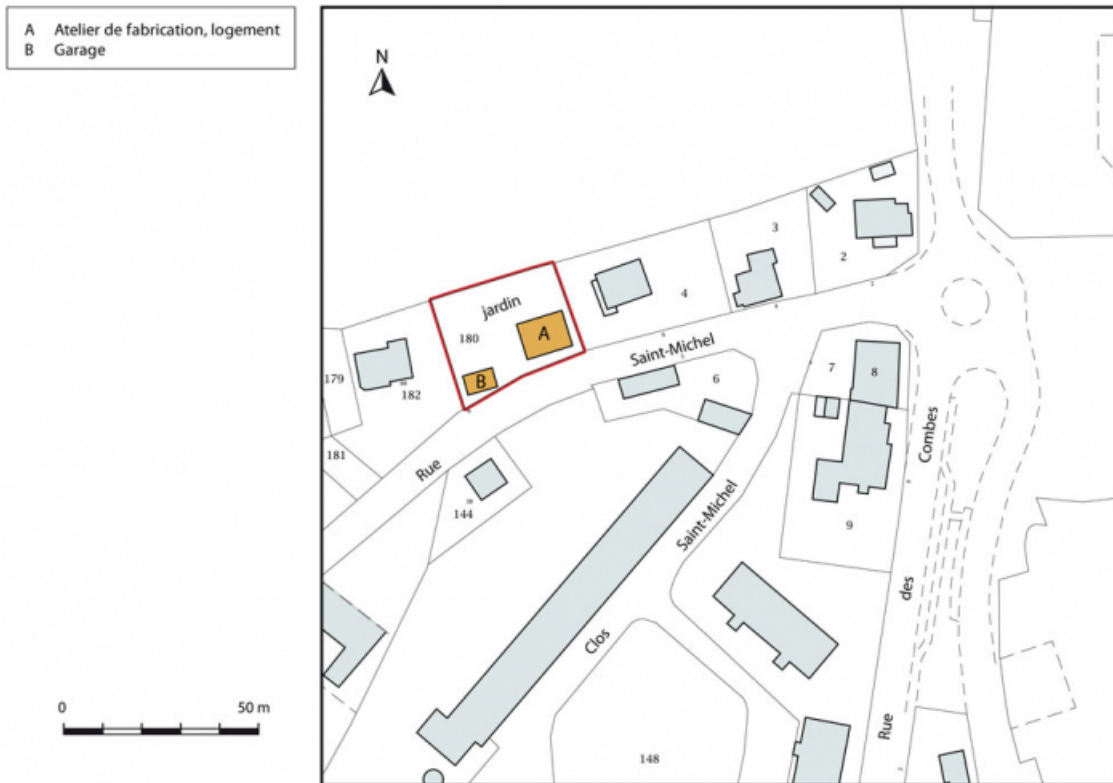 A Atelier de fabrication, logement
B Garage
N
3
2
jardin
4
A
180
Saint-Michel
B
179
182
6
7
8
181
Rue
Combes
144
Saint-Michel
9
des
Clos
0 50 m
Rue
148